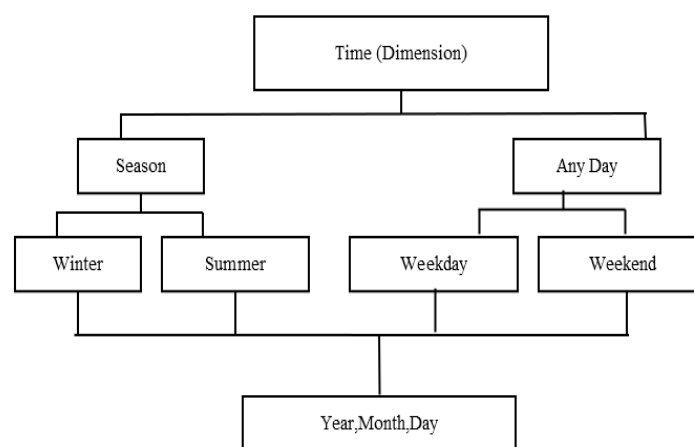 Time (Dimension)
Season
Any Day
Winter
Summer
Weekday
Weekend
Year,Month,Day